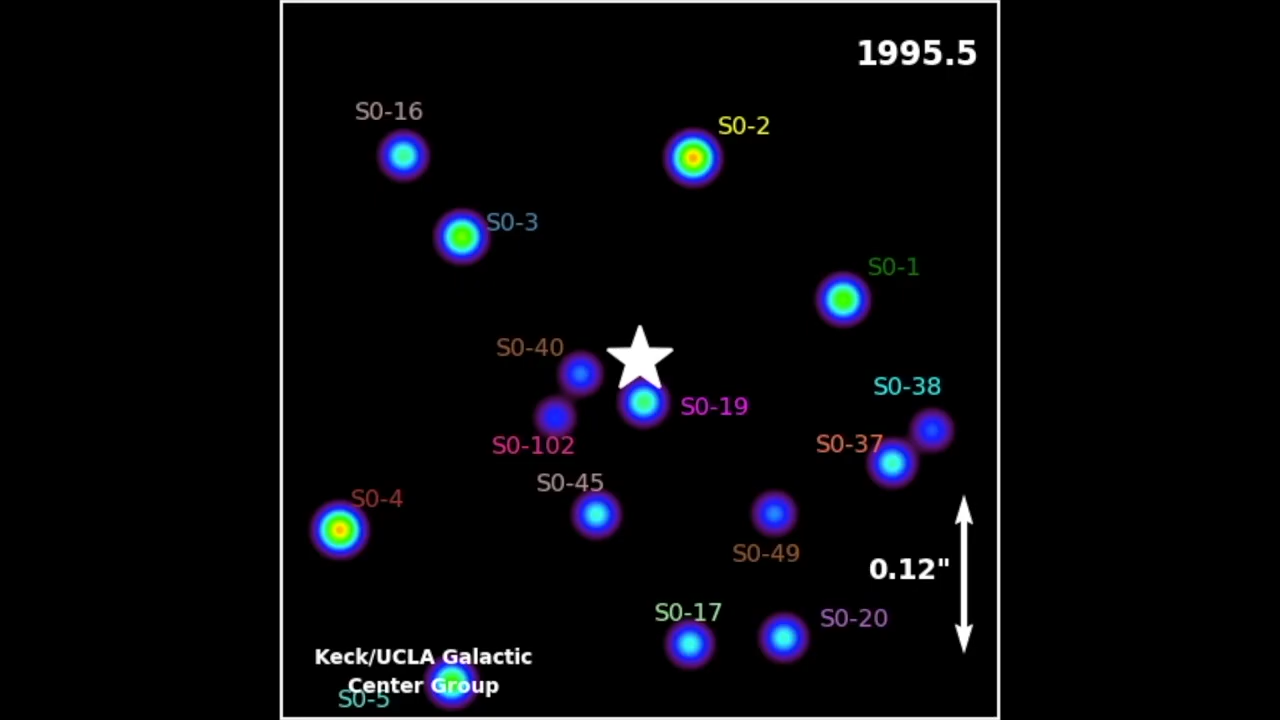 1995.5
S0-16
S0-2
S0-3
S0-1
S0-40
S0-38
S0-19
S0-102
S0-37
S0-45
S0-4
S0-49
0.12"
S0-17
S0-20
Keck/UCLA Galactic
Center Group
S0-5